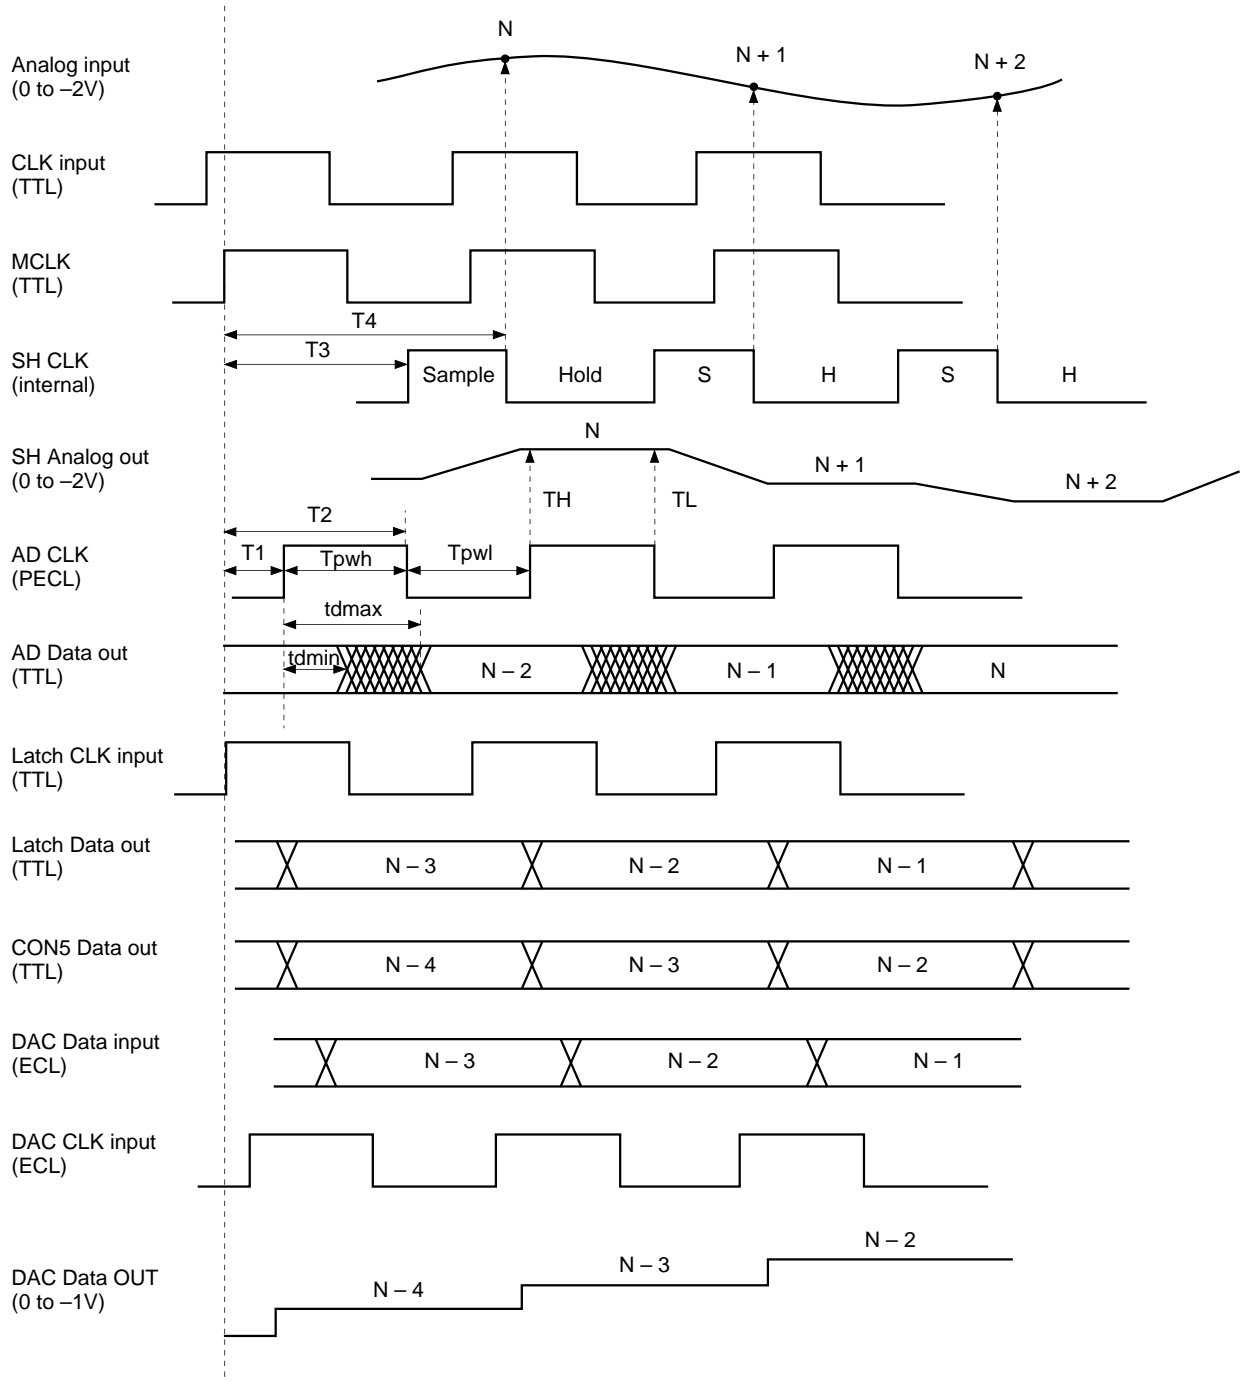 N
N + 1
N + 2
Analog input
(0 to –2V)
CLK input
(TTL)
MCLK
(TTL)
T4
T3
SH CLK
(internal)
Sample
Hold
S
H
S
H
N
SH Analog out
(0 to –2V)
N + 1
N + 2
TH
TL
T2
AD CLK
(PECL)
T1
Tpwh
Tpwl
tdmax
AD Data out
(TTL)
tdmin
N – 2
N – 1
N
Latch CLK input
(TTL)
Latch Data out
(TTL)
N – 3
N – 2
N – 1
CON5 Data out
(TTL)
N – 4
N – 3
N – 2
DAC Data input
(ECL)
N – 3
N – 2
N – 1
DAC CLK input
(ECL)
N – 2
N – 3
DAC Data OUT
(0 to –1V)
N – 4